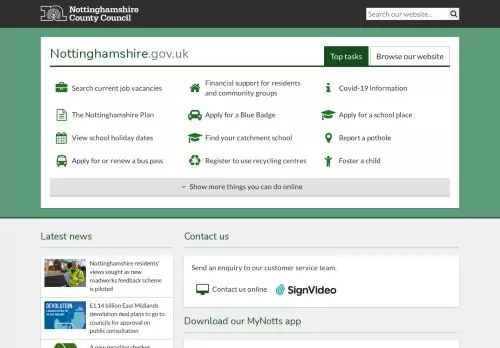 Nottinghamshire
County Council
Search our website...
Nottinghamshire.gov.uk
Top tasks
Browse our website
Search current job vacancies
Financial support for residents
and community groups
Covid-19 Information
The Nottinghamshire Plan
Apply for a Blue Badge
Apply for a school place
View school holiday dates
Find your catchment school
Report a pothole
Apply for or renew a bus pass
Register to use recycling centres
Foster a child
Show more things you can do online
Latest news
Nottinghamshire residents'
views sought as new
roadworks feedback scheme
is piloted
DEVOLUTION
£1.14 billion East Midlands
devolution deal plans to go to
councils for approval on
public consultation
A new recycling checker
Contact us
Send an enquiry to our customer service team.
Contact us online
SignVideo
Download our MyNotts app